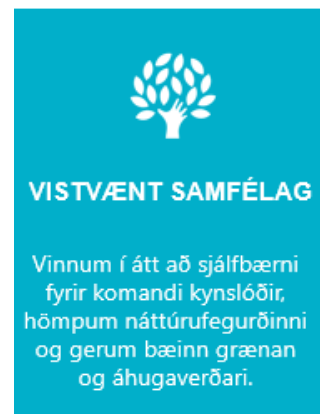 VISTVÆNT SAMFÉLAG
Vinnum í átt að sjálfbærni
fyrir komandi kynslóðir,
hömpum náttúrufegurðinni
og gerum bæinn grænan
og áhugaverðari.